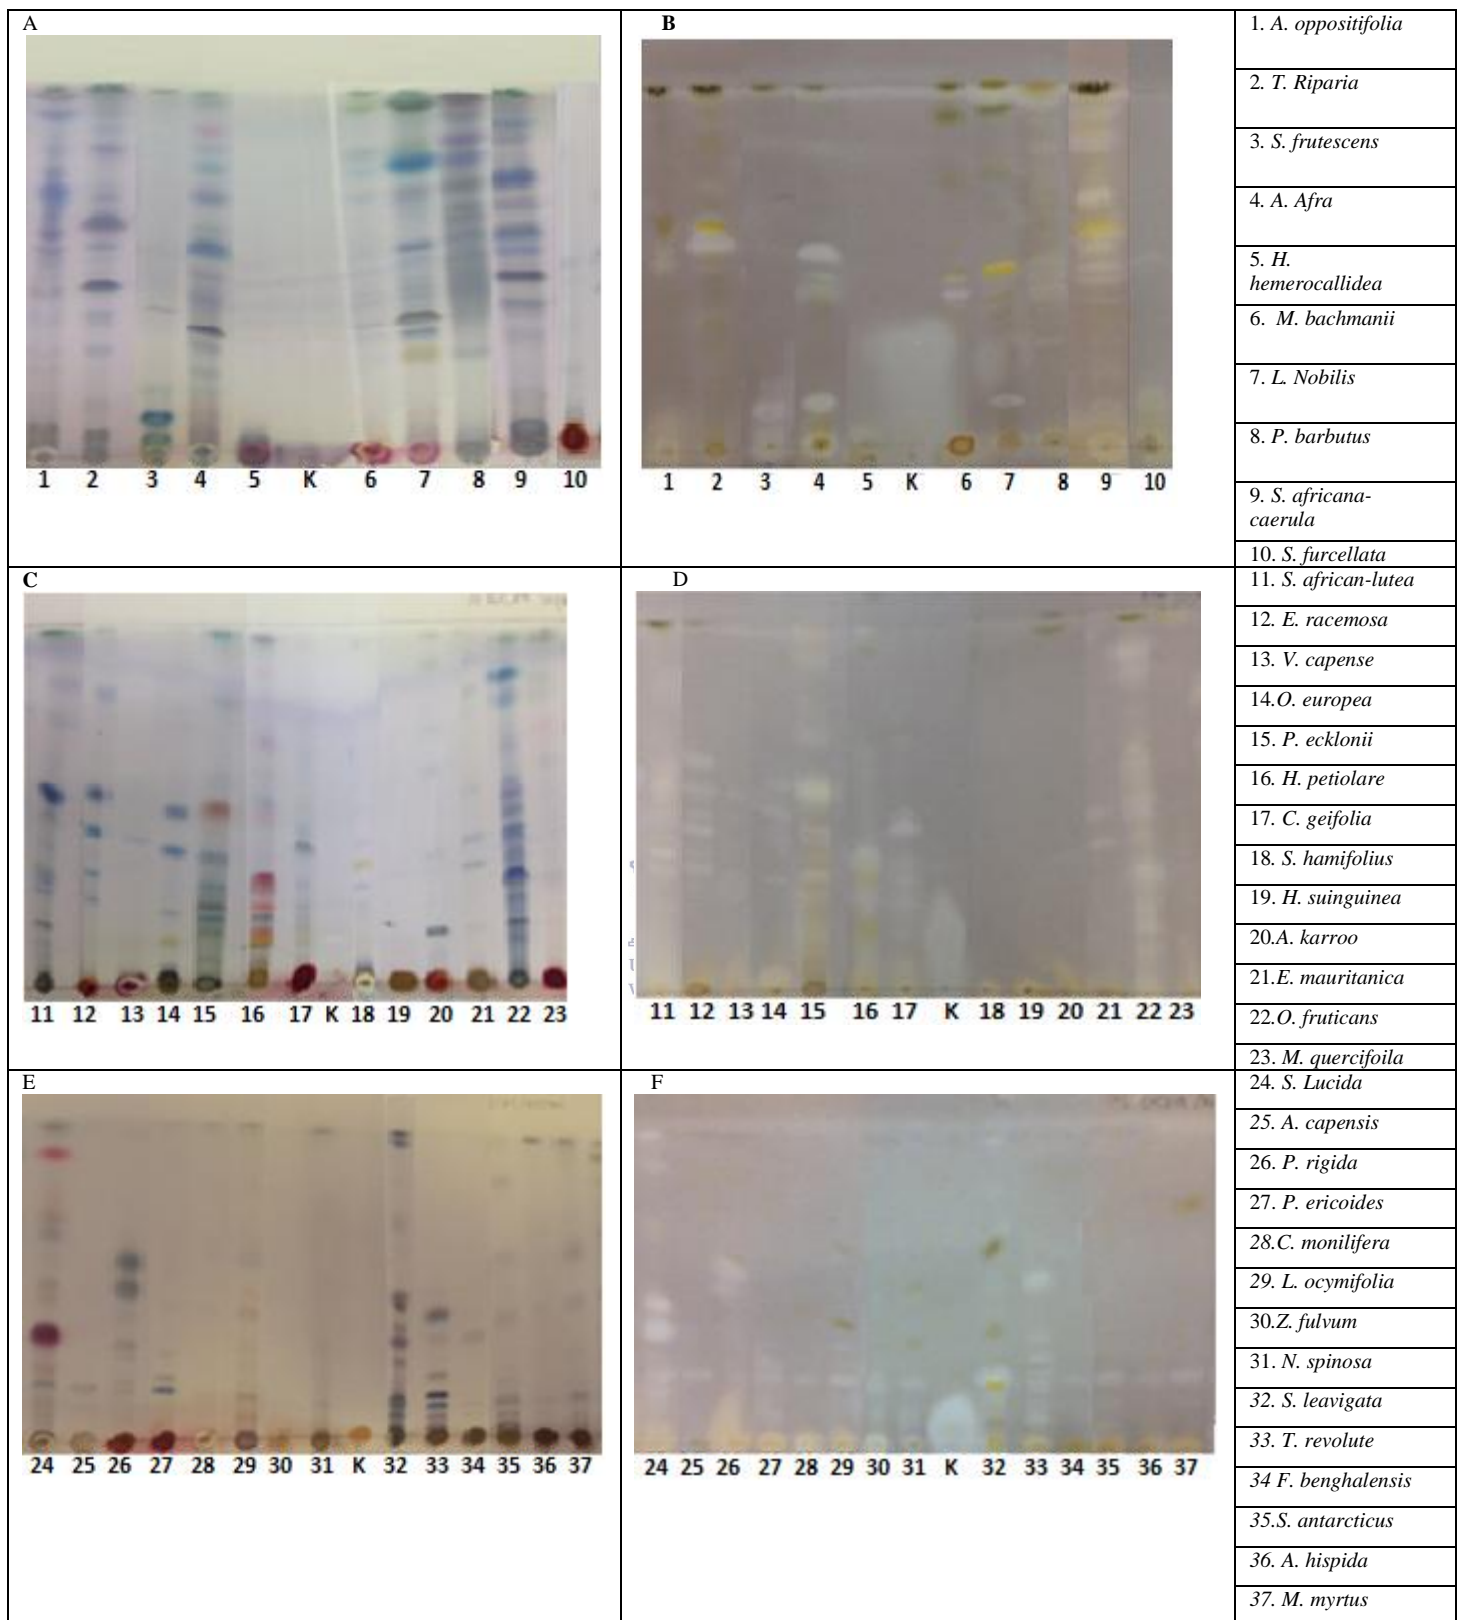 A
1 2 3 4 5 K 6 7 8 9 10
B
1 2 3 4 5 K 6 7 8 9 10
1. A. oppositifolia
2. T. Riparia
3. S. frutescens
4. A. Afra
5. H.
hemerocallidea
6. M. bachmanii
7. L. Nobilis
8. P. barbutus
9. S. africana-
caerula
10. S. furcellata
C
11 12 13 14 15 16 17 K 18 19 20 21 22 23
D
11 12 13 14 15 16 17 K 18 19 20 21 22 23
11. S. african-lutea
12. E. racemosa
13. V. capense
14.O. europea
15. P. ecklonii
16. H. petiolare
17. C. geifolia
18. S. hamifolius
19. H. suinguinea
20.A. karroo
21.E. mauritanica
22.O. fruticans
23. M. quercifoila
E
24 25 26 27 28 29 30 31 K 32 33 34 35 36 37
F
24 25 26 27 28 29 30 31 K 32 33 34 35 36 37
24. S. Lucida
25. A. capensis
26. P. rigida
27. P. ericoides
28.C. monilifera
29. L. ocymifolia
30.Z. fulvum
31. N. spinosa
32. S. leavigata
33. T. revolute
34 F. benghalensis
35.S. antarcticus
36. A. hispida
37. M. myrtus